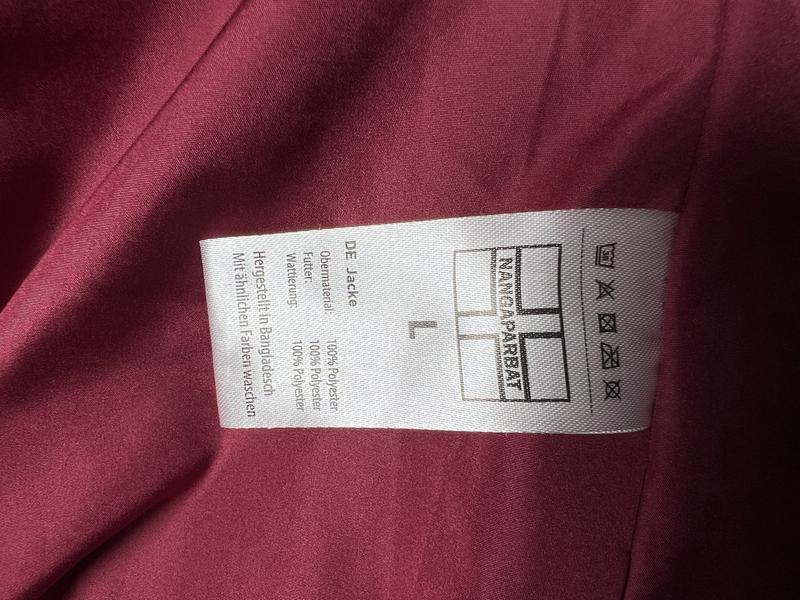 30
NANGAPARBAT
L
DE Jacke
Obermaterial: 100% Polyester
Futter: 100% Polyester
Wattierung: 100% Polyester
Hergestellt in Bangladesch
Mit ähnlichen Farben waschen